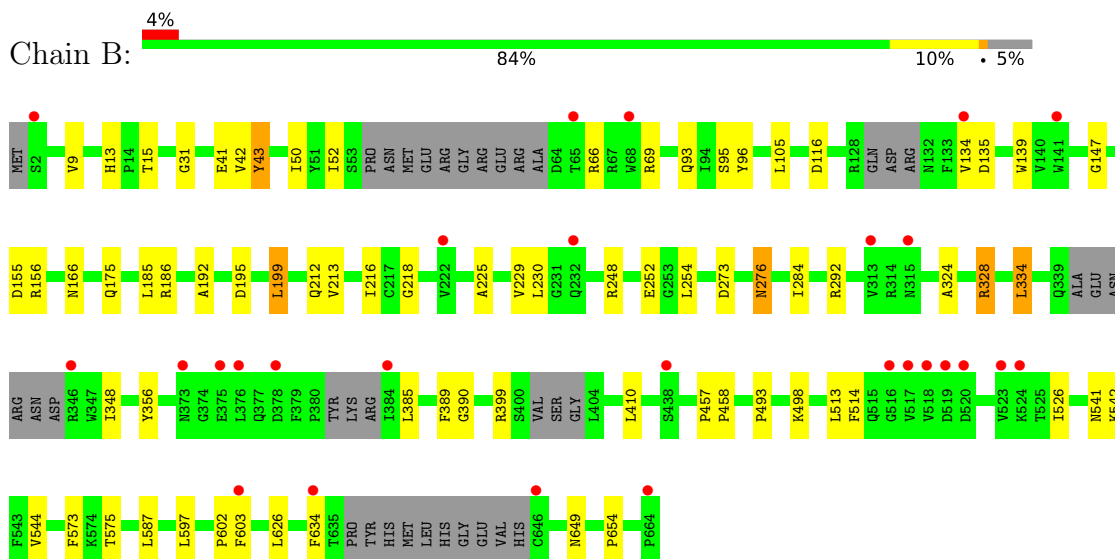 4%
Chain B:
84% 10% • 5%
MET S2 V9 H13 P14 T15 G31 E41 V42 Y43 I50 Y51 I52 S53 PRO ASN MET GLU ARG GLY ARG GLU ARG ALA D64 T65 R66 R67 W68 R69 Q93 I94 S95 Y96 L105 D116 R128 GLN ASP ARG N132 F133 V134 D135 W139 V140 W141 G147
D155 R156 N166 Q175 L185 R186 A192 D195 L199 Q212 V213 I216 C217 G218 V222 A225 V229 L230 G231 Q232 R248 E252 G253 L254 D273 N276 I284 R292 V313 R314 N315 A324 R328 L334 Q339 ALA GLU ASN
ARG ASN ASP R346 W347 I348 Y356 N373 G374 E375 L376 Q377 D378 F379 P380 TYR LYS ARG I384 L385 F389 G390 R399 S400 VAL SER GLY L404 L410 S438 P457 P458 P493 K498 L513 F514 Q515 G516 V517 V518 D519 D520 V523 K524 T525 I526 N541 K542
F543 V544 F573 K574 T575 L587 L597 P602 F603 L626 F634 T635 PRO TYR HIS MET LEU HIS GLY GLU VAL HIS C646 N649 P654 P664